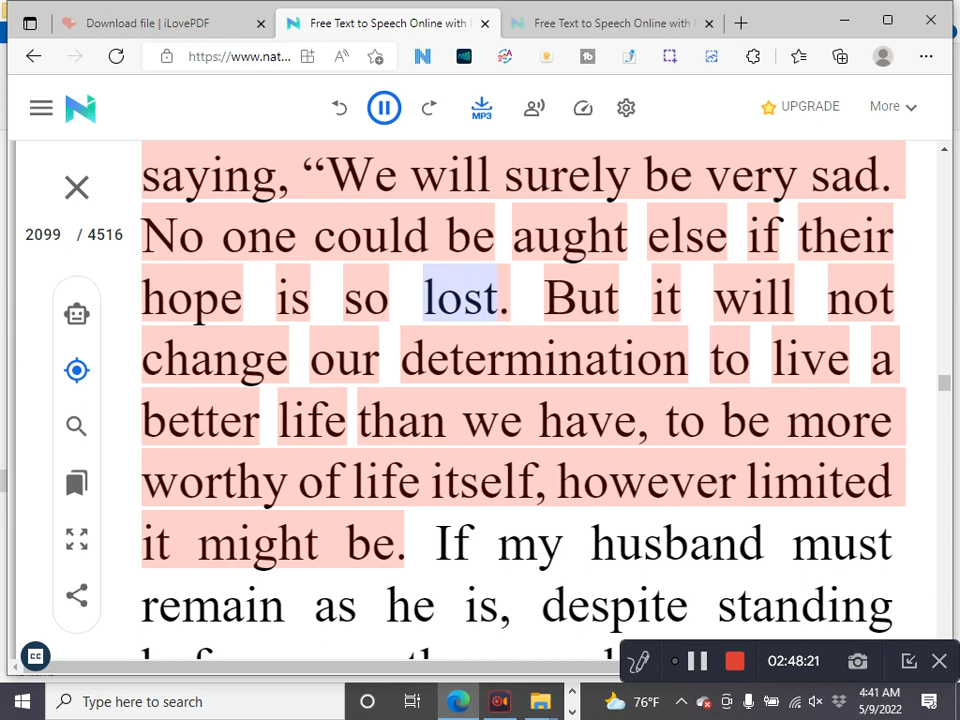 Download file | iLovePDF
Free Text to Speech Online with
Free Text to Speech Online with
https://www.nat...
MP3
UPGRADE
More
saying, “We will surely be very sad.
2099 / 4516
No one could be aught else if their
hope is so lost. But it will not
change our determination to live a
better life than we have, to be more
worthy of life itself, however limited
it might be. If my husband must
remain as he is, despite standing
CC
02:48:21
Type here to search
76°F
4:41 AM
5/9/2022